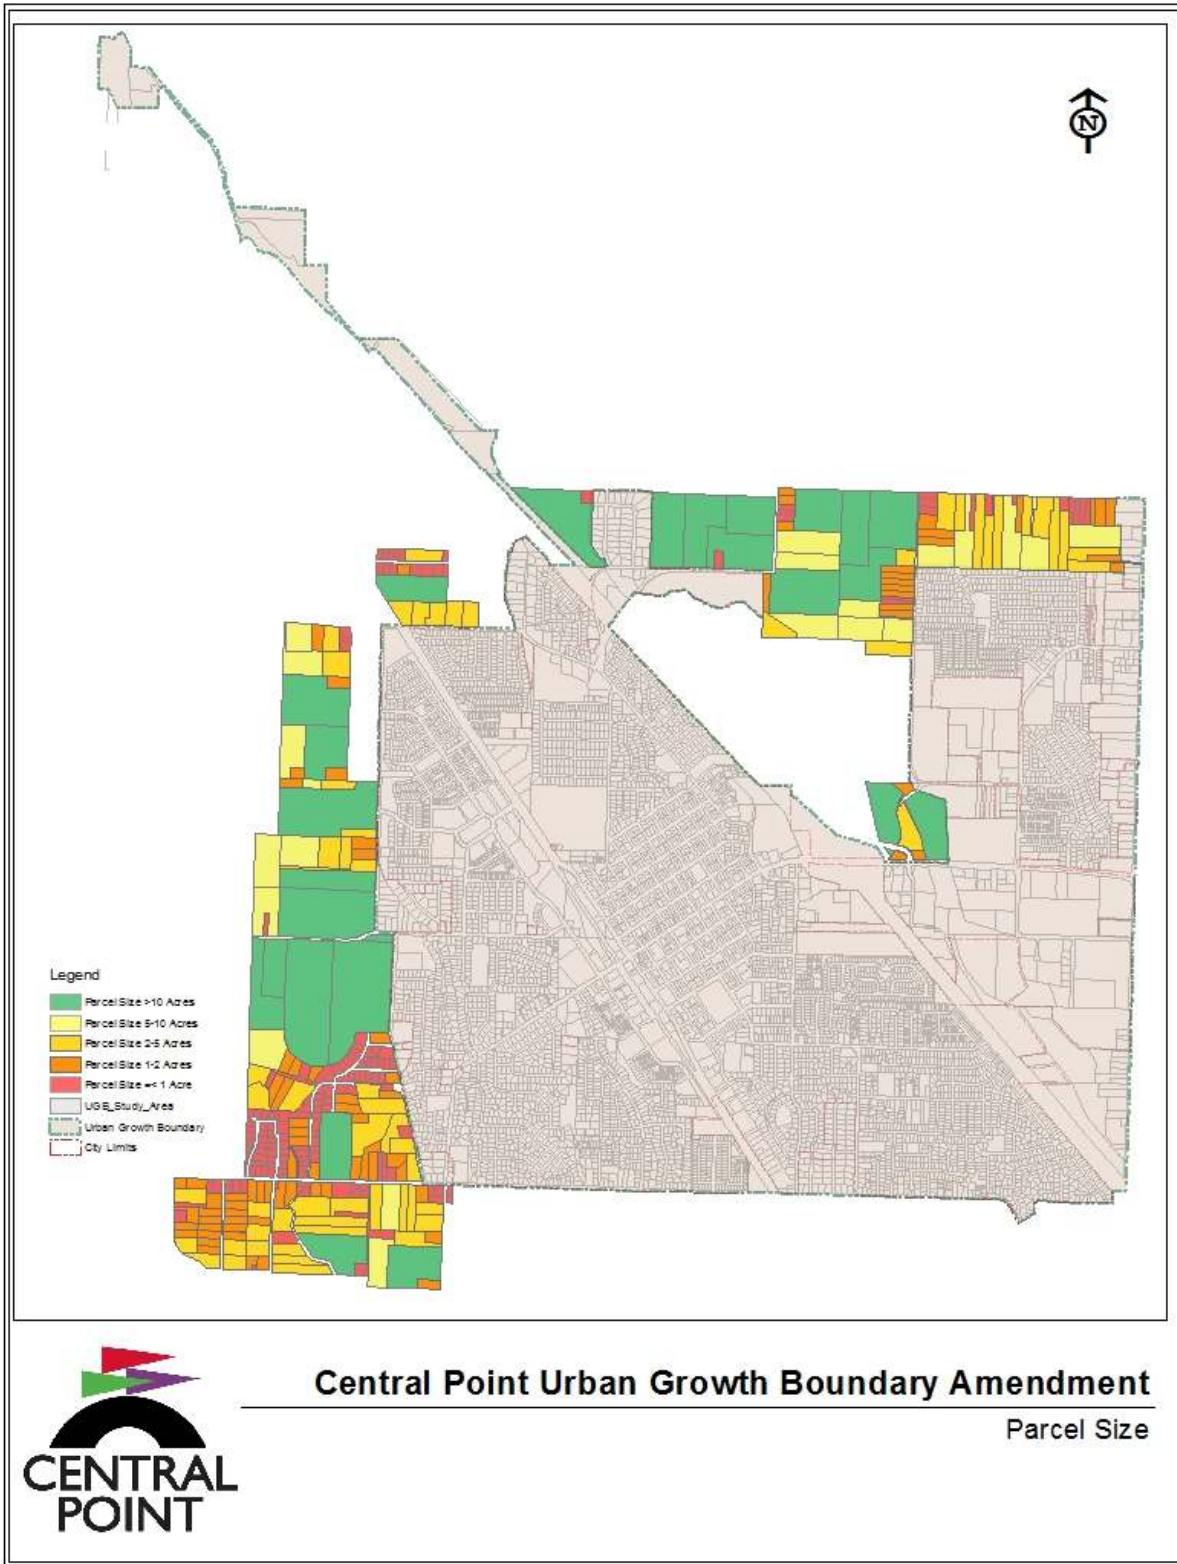 N
Legend
Parcel Size >10 Acres
Parcel Size 5-10 Acres
Parcel Size 2-5 Acres
Parcel Size 1-2 Acres
Parcel Size =< 1 Acre
UGB_Study_Area
Urban Growth Boundary
City Limits
Central Point Urban Growth Boundary Amendment
Parcel Size
CENTRAL
POINT